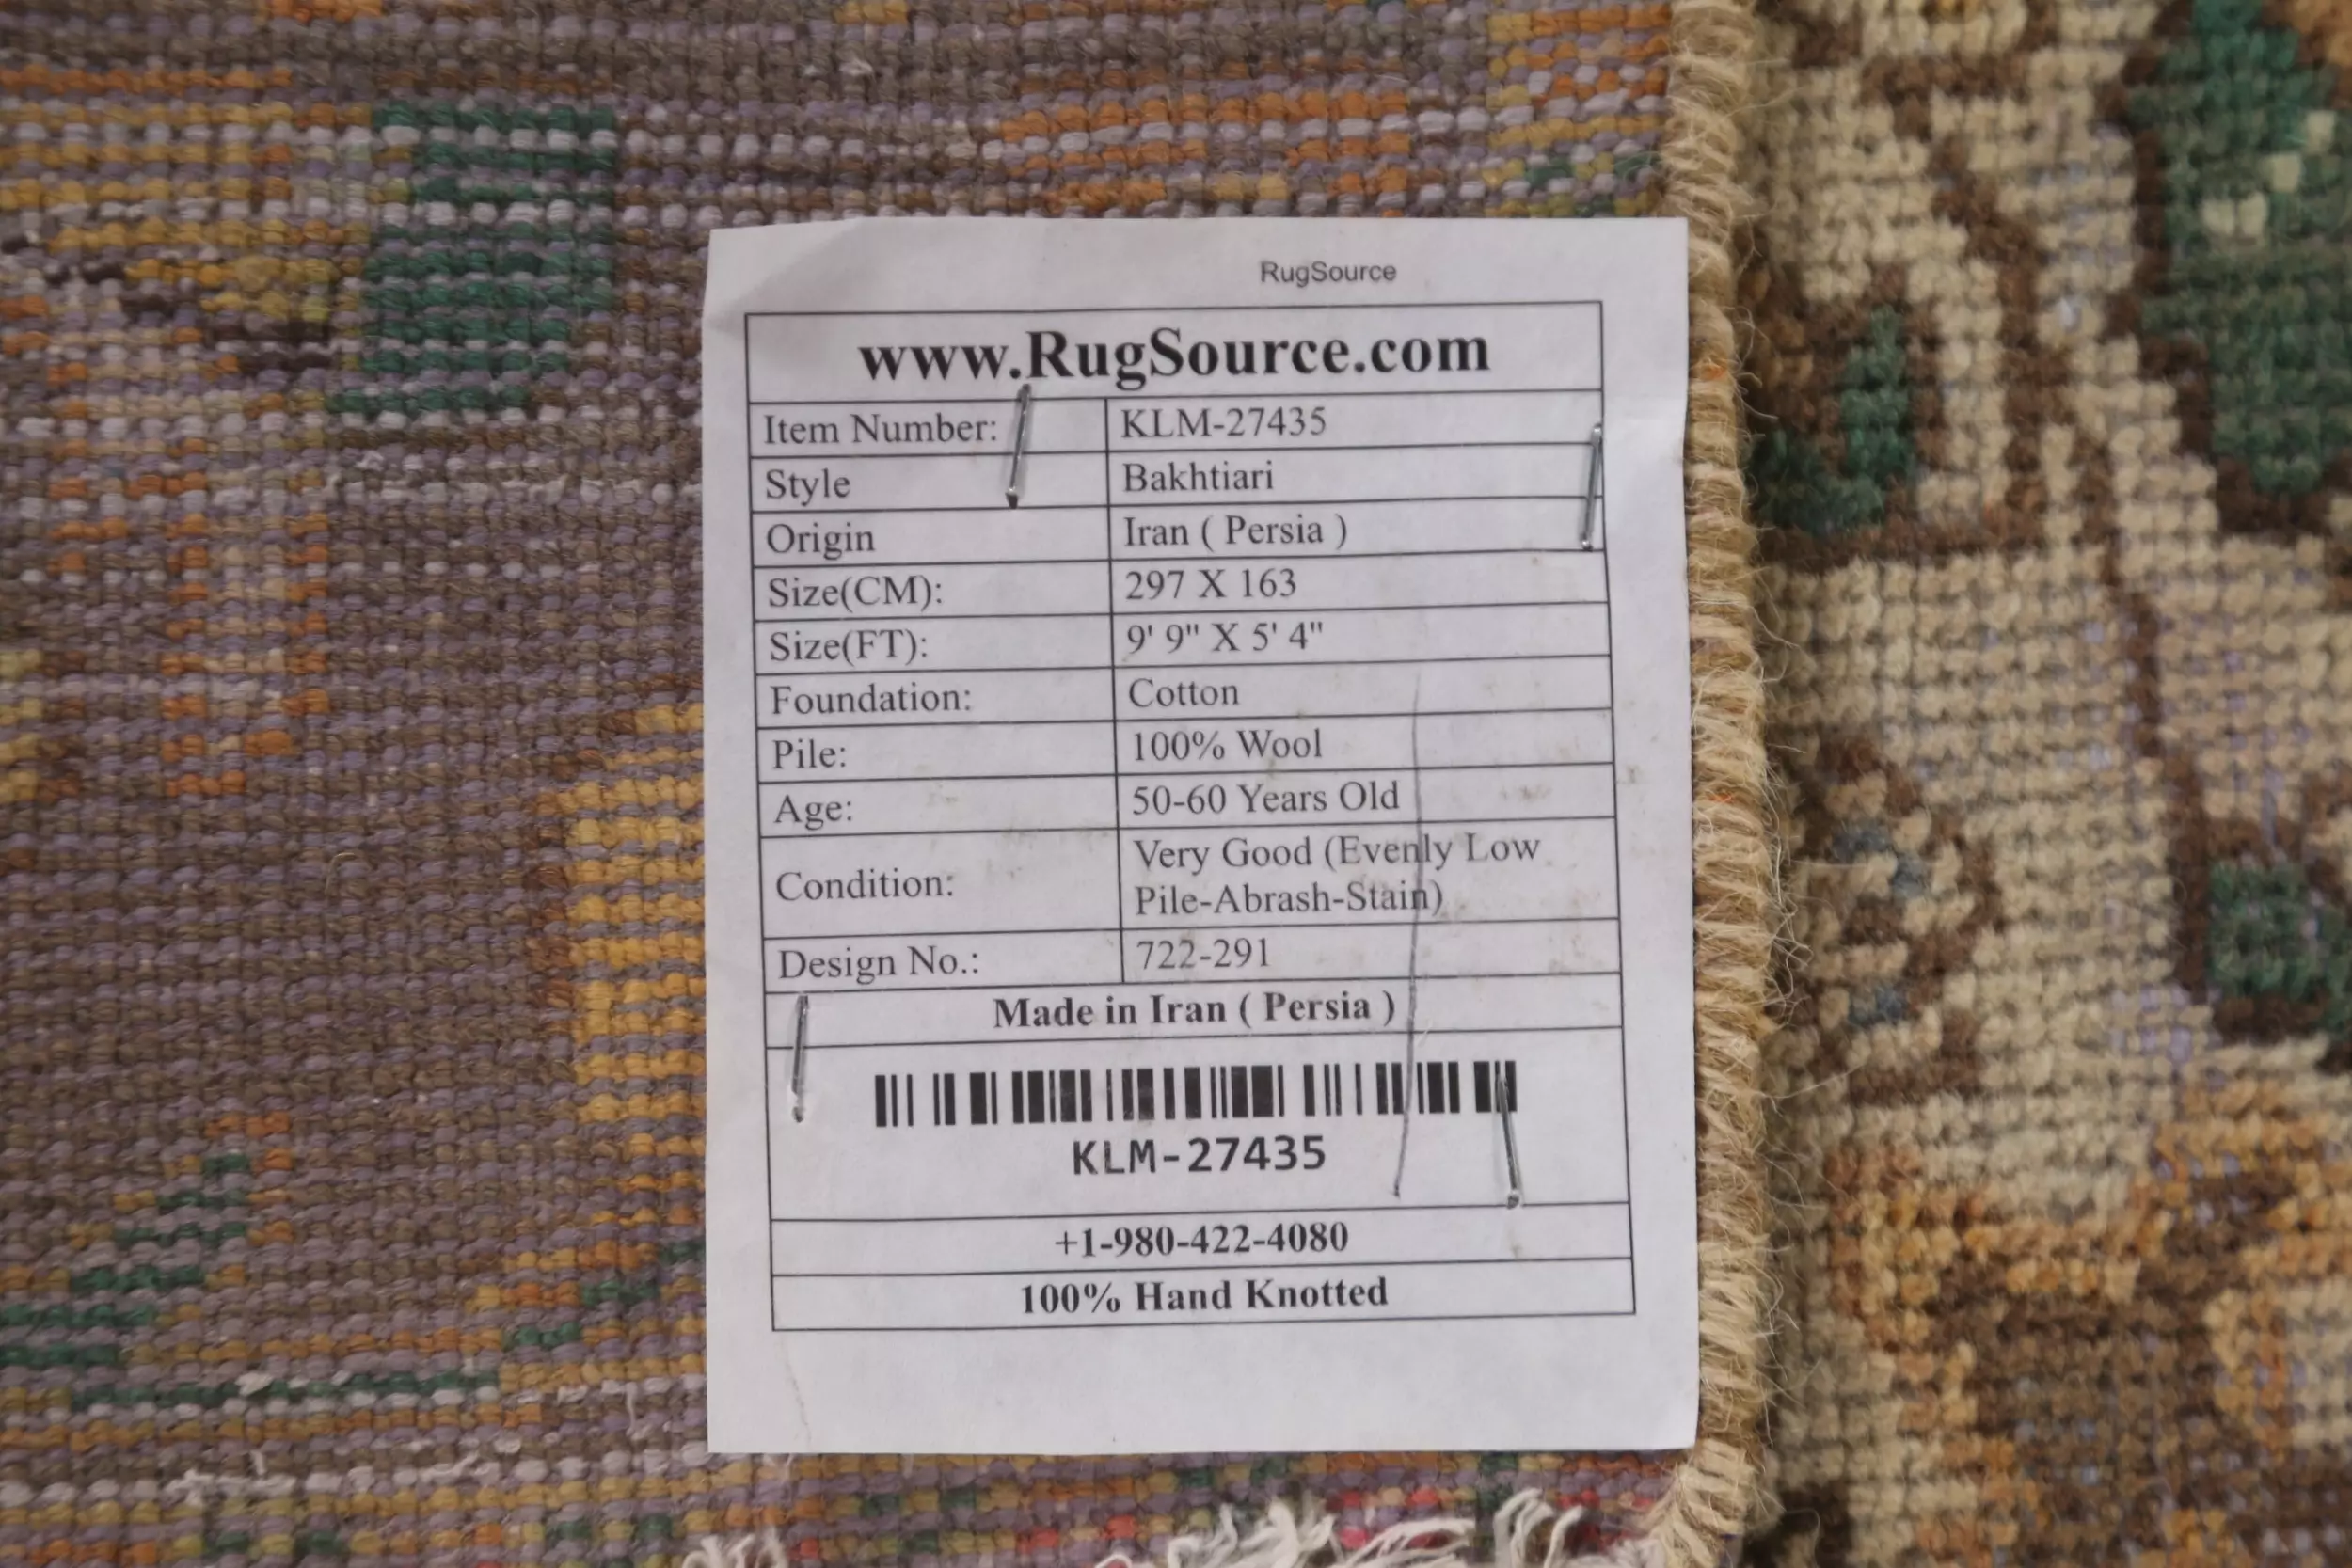 RugSource
www.RugSource.com
Item Number: KLM-27435
Style Bakhtiari
Origin Iran ( Persia )
Size(CM): 297 X 163
Size(FT): 9' 9" X 5' 4"
Foundation: Cotton
Pile: 100% Wool
Age: 50-60 Years Old
Condition: Very Good (Evenly Low
Pile-Abrash-Stain)
Design No.: 722-291
Made in Iran ( Persia )
KLM-27435
+1-980-422-4080
100% Hand Knotted